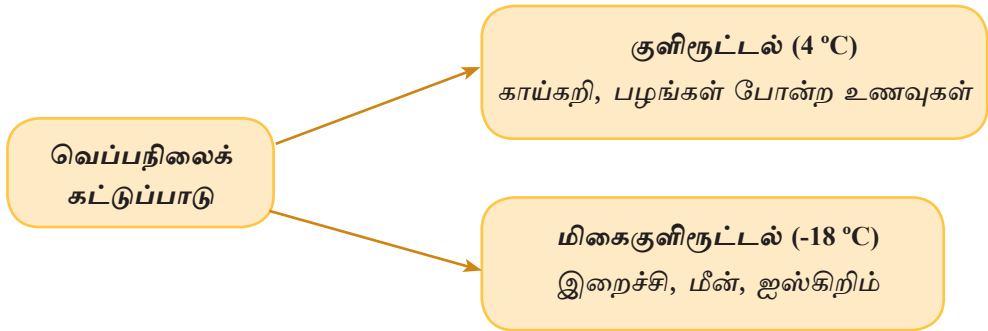 வெப்பநிலைக்
கட்டுப்பாடு
குளிரூட்டல் (4 ºC)
காய்கறி, பழங்கள் போன்ற உணவுகள்
மிகைகுளிரூட்டல் (-18 ºC)
இறைச்சி, மீன், ஐஸ்கிறிம்